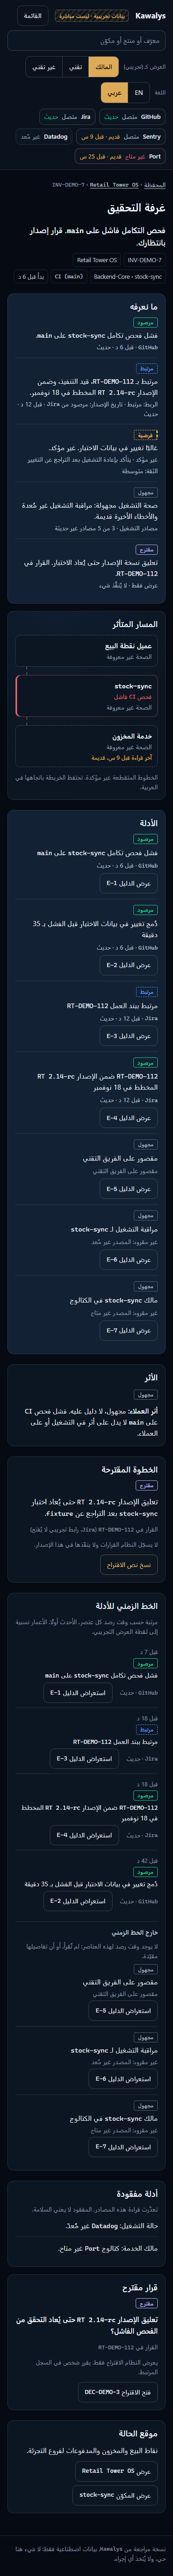 Kawalys
بيانات تجريبية · ليست مباشرة
القائمة
معرّف أو منتج أو مكوّن
العرض كـ (تجريبي)
المالك
تقني
غير تقني
اللغة
EN
عربي
GitHub متصل حديث
Jira متصل حديث
Sentry متصل قديم · قبل 9 س
Datadog غير مُعد
Port غير متاح قديم · قبل 25 س
المحفظة › Retail Tower OS › INV-DEMO-7
غرفة التحقيق
فحص التكامل فاشل على main. قرار إصدار بانتظارك.
INV-DEMO-7
Retail Tower OS
Backend-Core · stock-sync
CI (main)
بدأ قبل 6 د
ما نعرفه
مرصود
فشل فحص تكامل stock-sync على main.
GitHub · قبل 6 د · حديث
مرتبط
مرتبط بـ RT-DEMO-112، قيد التنفيذ، وضمن الإصدار RT 2.14-rc المخطط في 18 نوفمبر.
الربط: مرتبط · تاريخ الإصدار: مرصود من Jira · قبل 12 د · حديث
فرضية
غالبًا تغيير في بيانات الاختبار. غير مؤكد.
غير مؤكد · يتأكد بإعادة التشغيل بعد التراجع عن التغيير
الثقة: متوسطة
مجهول
صحة التشغيل مجهولة: مراقبة التشغيل غير مُعدة والأخطاء الأخيرة قديمة.
مصادر التشغيل · 3 من 5 مصادر غير حديثة
مقترح
تعليق نسخة الإصدار حتى يُعاد الاختبار. القرار في RT-DEMO-112.
عرض فقط · لا يُنفَّذ شيء
المسار المتأثر
عميل نقطة البيع
الصحة غير معروفة
stock-sync
فحص CI فاشل
الصحة غير معروفة
خدمة المخزون
الصحة غير معروفة
آخر قراءة قبل 9 س، قديمة
الخطوط المتقطعة غير مؤكدة. تحتفظ الخريطة باتجاهها في العربية.
الأدلة
مرصود
فشل فحص تكامل stock-sync على main
GitHub · قبل 6 د · حديث
عرض الدليل E-1
مرصود
دُمج تغيير في بيانات الاختبار قبل الفشل بـ 35 دقيقة
GitHub · قبل 6 د · حديث
عرض الدليل E-2
مرتبط
مرتبط ببند العمل RT-DEMO-112
Jira · قبل 12 د · حديث
عرض الدليل E-3
مرصود
RT-DEMO-112 ضمن الإصدار RT 2.14-rc المخطط في 18 نوفمبر
Jira · قبل 12 د · حديث
عرض الدليل E-4
مجهول
مقصور على الفريق التقني
مقصور على الفريق التقني
عرض الدليل E-5
مجهول
مراقبة التشغيل لـ stock-sync
غير مقروء: المصدر غير مُعد
عرض الدليل E-6
مجهول
مالك stock-sync في الكتالوج
غير مقروء: المصدر غير متاح
عرض الدليل E-7
الأثر
مجهول
أثر العملاء: مجهول، لا دليل عليه. فشل فحص CI على main لا يدل على أثر في التشغيل أو على العملاء.
الخطوة المقترحة
مقترح
تعليق الإصدار RT 2.14-rc حتى يُعاد اختبار stock-sync بعد التراجع عن fixture.
القرار في RT-DEMO-112 (Jira، رابط تجريبي لا يُفتح)
لا يسجّل النظام القرارات ولا ينفّذها في هذا الإصدار.
نسخ نص الاقتراح
الخط الزمني للأدلة
مرتبة حسب وقت رصد كل عنصر، الأحدث أولًا. الأعمار نسبية إلى لقطة العرض التجريبي.
قبل 7 د
مرصود
فشل فحص تكامل stock-sync على main
GitHub · حديث
استعراض الدليل E-1
قبل 18 د
مرتبط
مرتبط ببند العمل RT-DEMO-112
Jira · حديث
استعراض الدليل E-3
قبل 18 د
مرصود
RT-DEMO-112 ضمن الإصدار RT 2.14-rc المخطط في 18 نوفمبر
Jira · حديث
استعراض الدليل E-4
قبل 42 د
مرصود
دُمج تغيير في بيانات الاختبار قبل الفشل بـ 35 دقيقة
GitHub · حديث
استعراض الدليل E-2
خارج الخط الزمني
لا يوجد وقت رصد لهذه العناصر: لم تُقرأ، أو أن تفاصيلها مقيّدة.
مجهول
مقصور على الفريق التقني
مقصور على الفريق التقني
استعراض الدليل E-5
مجهول
مراقبة التشغيل لـ stock-sync
غير مقروء: المصدر غير مُعد
استعراض الدليل E-6
مجهول
مالك stock-sync في الكتالوج
غير مقروء: المصدر غير متاح
استعراض الدليل E-7
أدلة مفقودة
تعذّرت قراءة هذه المصادر. المفقود لا يعني السلامة.
حالة التشغيل: Datadog غير مُعدّ.
مالك الخدمة: كتالوج Port غير متاح.
قرار مقترح
مقترح
تعليق الإصدار RT 2.14-rc حتى يُعاد التحقق من الفحص الفاشل؟
القرار في RT-DEMO-112
يعرض النظام الاقتراح فقط. يقرر شخص في السجل المرتبط.
فتح الاقتراح DEC-DEMO-3
موقع الحالة
نقاط البيع والمخزون والمدفوعات لفروع التجزئة.
عرض Retail Tower OS
عرض المكوّن stock-sync
نسخة مراجعة من Kawalys. بيانات اصطناعية فقط: لا شيء هنا حي، ولا يُتخذ أي إجراء.